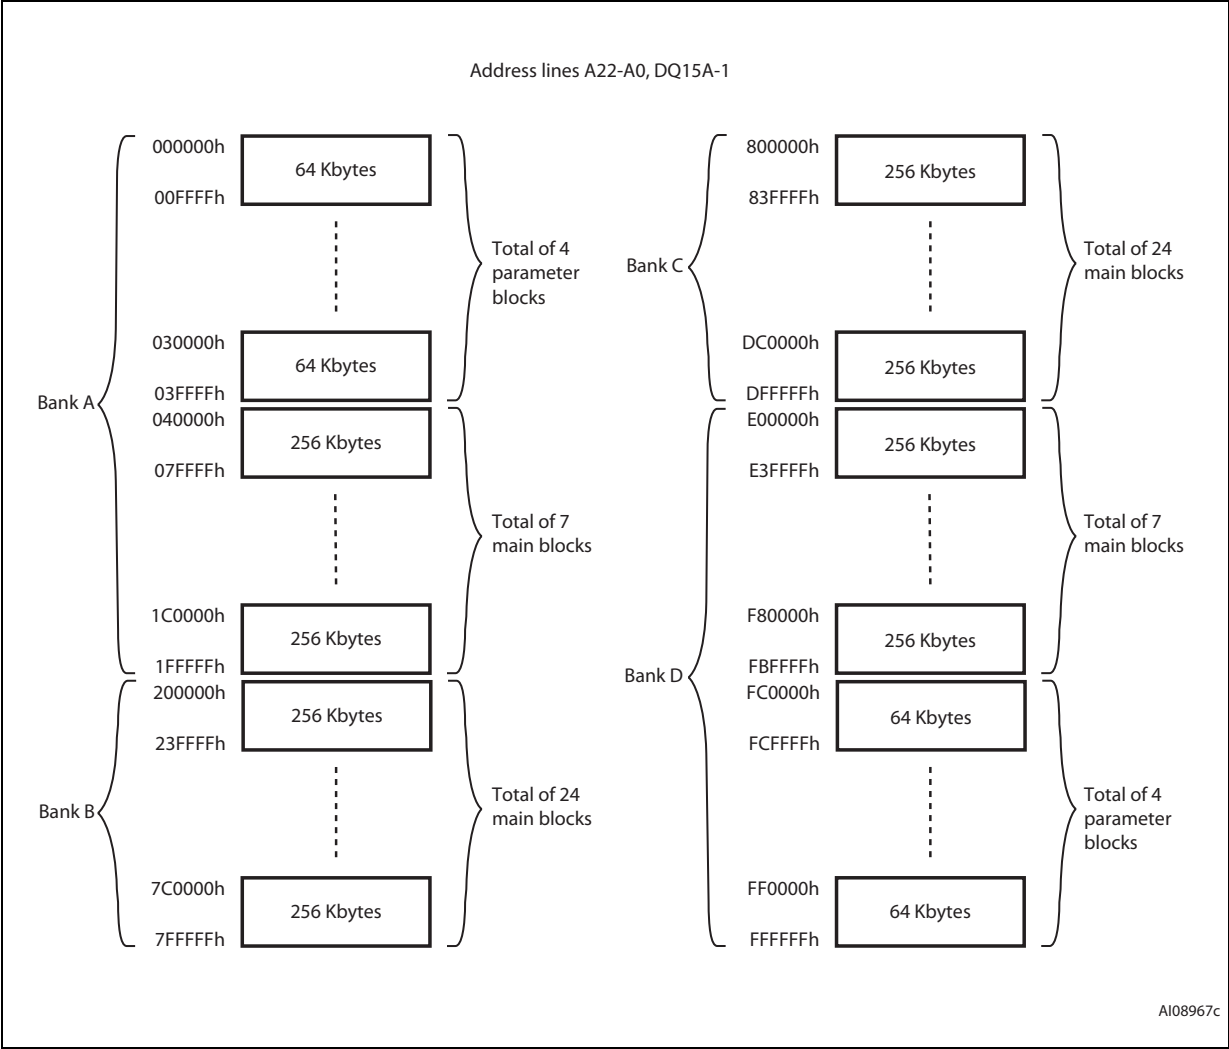 Address lines A22-A0, DQ15A-1
Bank A
000000h
64 Kbytes
00FFFFh
Total of 4
parameter
blocks
030000h
64 Kbytes
03FFFFh
040000h
256 Kbytes
07FFFFh
Total of 7
main blocks
1C0000h
256 Kbytes
1FFFFFh
Bank B
200000h
256 Kbytes
23FFFFh
Total of 24
main blocks
7C0000h
256 Kbytes
7FFFFFh
Bank C
800000h
256 Kbytes
83FFFFh
Total of 24
main blocks
DC0000h
256 Kbytes
DFFFFFh
Bank D
E00000h
256 Kbytes
E3FFFFh
Total of 7
main blocks
F80000h
256 Kbytes
FBFFFFh
FC0000h
64 Kbytes
FCFFFFh
Total of 4
parameter
blocks
FF0000h
64 Kbytes
FFFFFFh
AI08967c